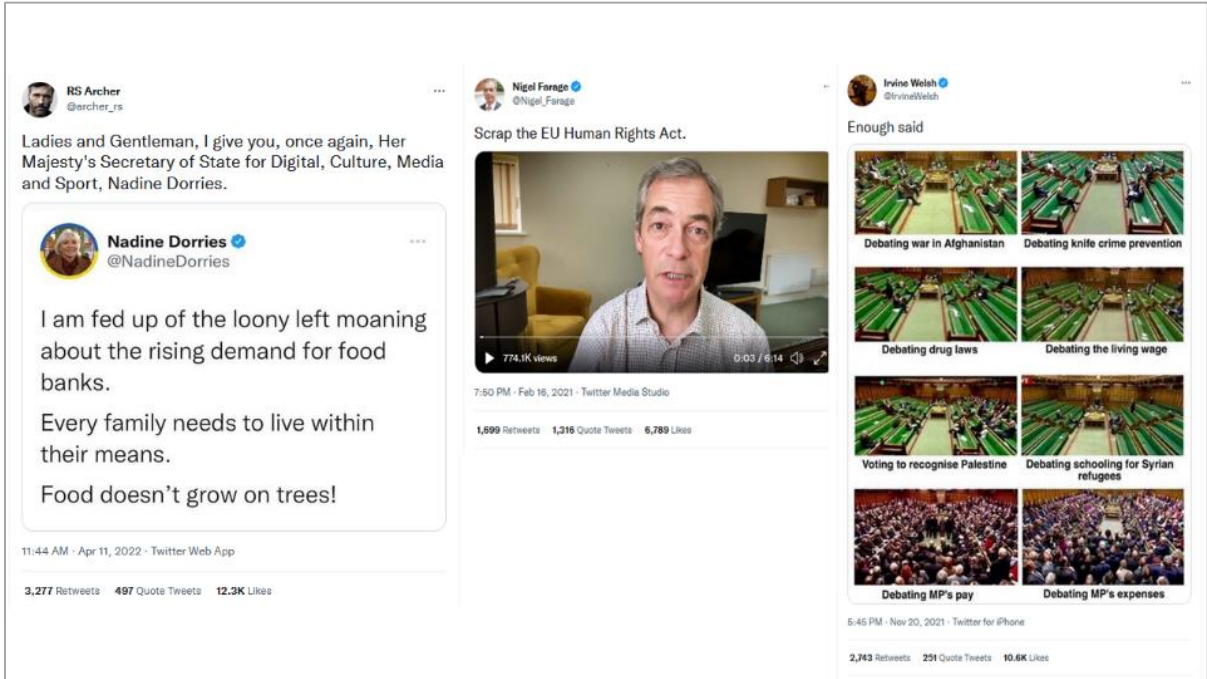 RS Archer
@archer_rs
Ladies and Gentleman, I give you, once again, Her
Majesty's Secretary of State for Digital, Culture, Media
and Sport, Nadine Dorries.
Nadine Dorries
@NadineDorries
I am fed up of the loony left moaning
about the rising demand for food
banks.
Every family needs to live within
their means.
Food doesn't grow on trees!
11:44 AM · Apr 11, 2022 · Twitter Web App
3,277 Retweets 497 Quote Tweets 12.3K Likes
Nigel Farage
@Nigel_Farage
Scrap the EU Human Rights Act.
774.1K views
0:03 / 6:14
7:50 PM · Feb 16, 2021 · Twitter Media Studio
1,699 Retweets 1,316 Quote Tweets 6,789 Likes
Irvine Welsh
@IrvineWelsh
Enough said
Debating war in Afghanistan
Debating knife crime prevention
Debating drug laws
Debating the living wage
Voting to recognise Palestine
Debating schooling for Syrian
refugees
Debating MP's pay
Debating MP's expenses
5:45 PM · Nov 20, 2021 · Twitter for iPhone
2,743 Retweets 251 Quote Tweets 10.6K Likes